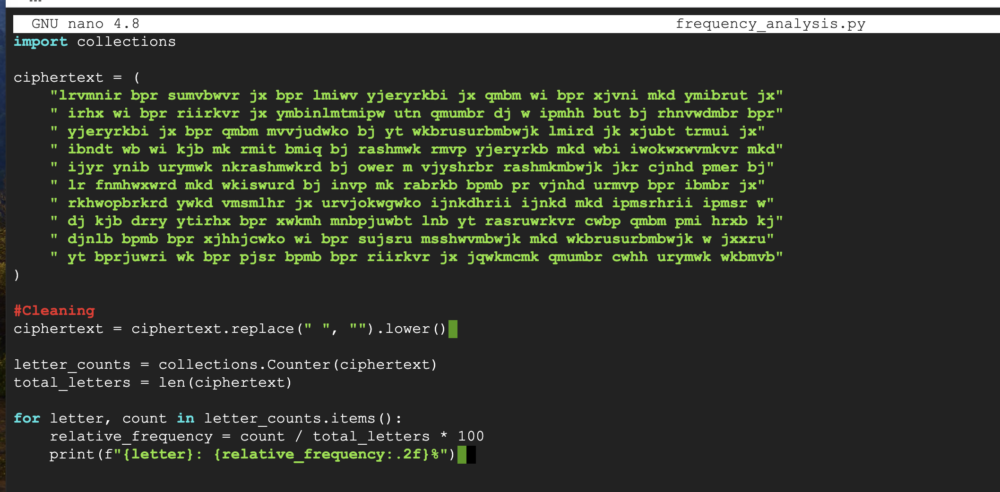 GNU nano 4.8 frequency_analysis.py
import collections
ciphertext = (
    "lrvmnir bpr sumvbwvr jx bpr lmiwv yjeryrkbi jx qmbm wi bpr xjvni mkd ymibrut jx"
    " irhx wi bpr riirkvr jx ymbinlmtmipw utn qmumbr dj w ipmhh but bj rhnvwdmbr bpr"
    " yjeryrkbi jx bpr qmbm mvvjudwko bj yt wkbrusurbmbwjk lmird jk xjubt trmui jx"
    " ibndt wb wi kjb mk rmit bmiq bj rashmwk rmvp yjeryrkb mkd wbi iwokwxwvmkvr mkd"
    " ijyr ynib urymwk nkrashmwkrd bj ower m vjyshrbr rashmkmbwjk jkr cjnhd pmer bj"
    " lr fnmhwxwrd mkd wkiswurd bj invp mk rabrkb bpmb pr vjnhd urmvp bpr ibmbr jx"
    " rkhwopbrkrd ywkd vmsmlhr jx urvjokwgwko ijnkdhrii ijnkd mkd ipmsrhrii ipmsr w"
    " dj kjb drry ytirhx bpr xwkmh mnbpjuwbt lnb yt rasruwrkvr cwbp qmbm pmi hrxb kj"
    " djnlb bpmb bpr xjhhjcwko wi bpr sujsru msshwvmbwjk mkd wkbrusurbmbwjk w jxxru"
    " yt bprjuwri wk bpr pjsr bpmb bpr riirkvr jx jqwkmcmk qmumbr cwhh urymwk wkbmvb"
)
#Cleaning
ciphertext = ciphertext.replace(" ", "").lower()
letter_counts = collections.Counter(ciphertext)
total_letters = len(ciphertext)
for letter, count in letter_counts.items():
    relative_frequency = count / total_letters * 100
    print(f"{letter}: {relative_frequency:.2f}%")